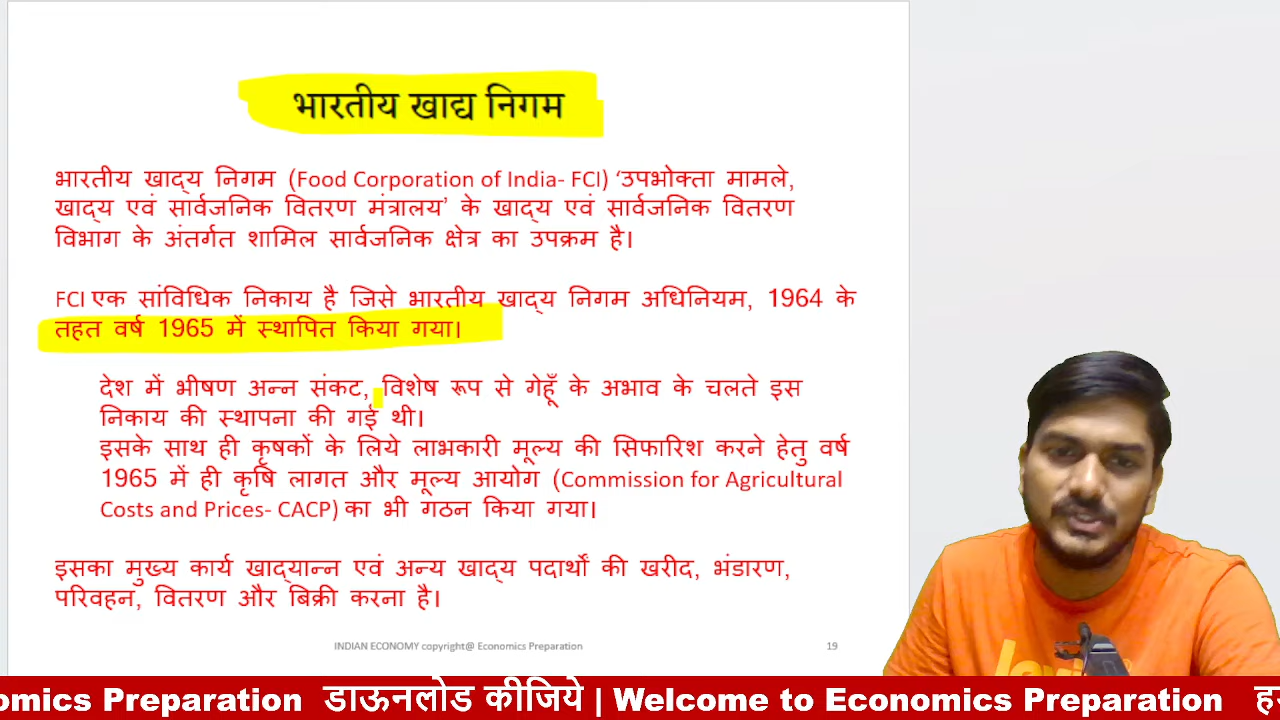 भारतीय खाद्य निगम
भारतीय खाद्य निगम (Food Corporation of India- FCI) ‘उपभोक्ता मामले,
खाद्य एवं सार्वजनिक वितरण मंत्रालय’ के खाद्य एवं सार्वजनिक वितरण
विभाग के अंतर्गत शामिल सार्वजनिक क्षेत्र का उपक्रम है।
FCI एक सांविधिक निकाय है जिसे भारतीय खाद्य निगम अधिनियम, 1964 के
तहत वर्ष 1965 में स्थापित किया गया।
देश में भीषण अन्न संकट, विशेष रूप से गेहूँ के अभाव के चलते इस
निकाय की स्थापना की गई थी।
इसके साथ ही कृषकों के लिये लाभकारी मूल्य की सिफारिश करने हेतु वर्ष
1965 में ही कृषि लागत और मूल्य आयोग (Commission for Agricultural
Costs and Prices- CACP) का भी गठन किया गया।
इसका मुख्य कार्य खाद्यान्न एवं अन्य खाद्य पदार्थों की खरीद, भंडारण,
परिवहन, वितरण और बिक्री करना है।
INDIAN ECONOMY copyright@ Economics Preparation 19
omics Preparation डाऊनलोड कीजिये | Welcome to Economics Preparation